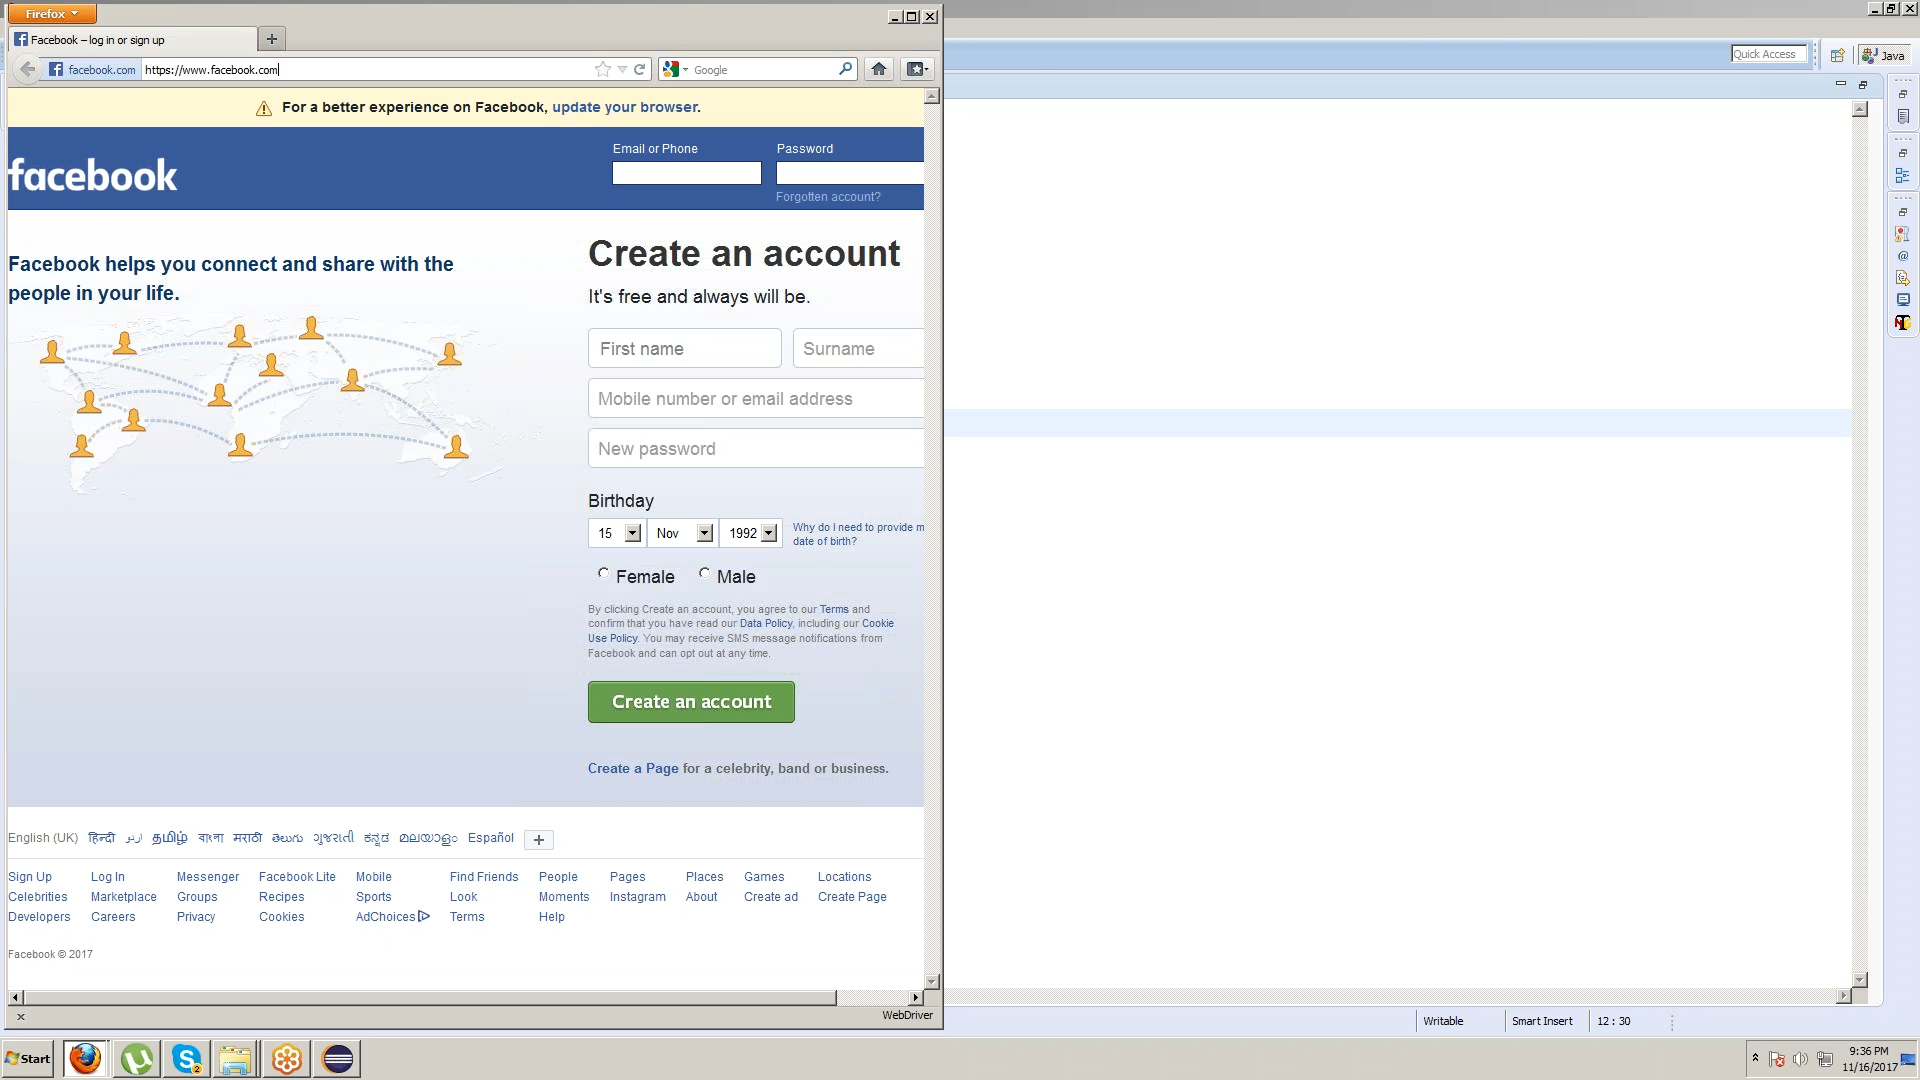 Firefox
Facebook – log in or sign up
facebook.com https://www.facebook.com
Google
Quick Access
Java
For a better experience on Facebook, update your browser.
facebook
Email or Phone
Password
Forgotten account?
Facebook helps you connect and share with the
people in your life.
Create an account
It's free and always will be.
First name
Surname
Mobile number or email address
New password
Birthday
15
Nov
1992
Why do I need to provide m
date of birth?
Female
Male
By clicking Create an account, you agree to our Terms and
confirm that you have read our Data Policy, including our Cookie
Use Policy. You may receive SMS message notifications from
Facebook and can opt out at any time.
Create an account
Create a Page for a celebrity, band or business.
English (UK) हिन्दी اردو தமிழ் বাংলা मराठी తెలుగు ગુજરાતી ಕನ್ನಡ മലയാളം Español
Sign Up Log In Messenger Facebook Lite Mobile Find Friends People Pages Places Games Locations
Celebrities Marketplace Groups Recipes Sports Look Moments Instagram About Create ad Create Page
Developers Careers Privacy Cookies AdChoices Terms Help
Facebook © 2017
WebDriver
Writable
Smart Insert
12 : 30
Start
9:36 PM
11/16/2017